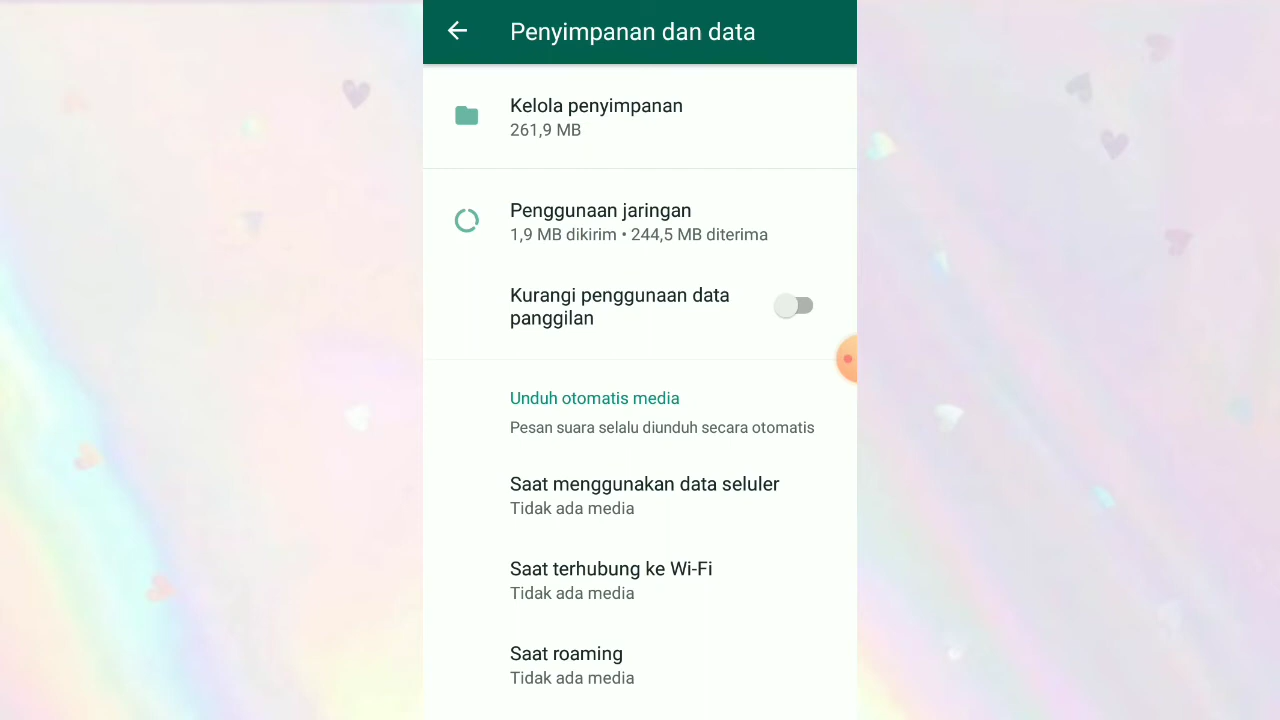 Penyimpanan dan data
Kelola penyimpanan
261,9 MB
Penggunaan jaringan
1,9 MB dikirim • 244,5 MB diterima
Kurangi penggunaan data
panggilan
Unduh otomatis media
Pesan suara selalu diunduh secara otomatis
Saat menggunakan data seluler
Tidak ada media
Saat terhubung ke Wi-Fi
Tidak ada media
Saat roaming
Tidak ada media